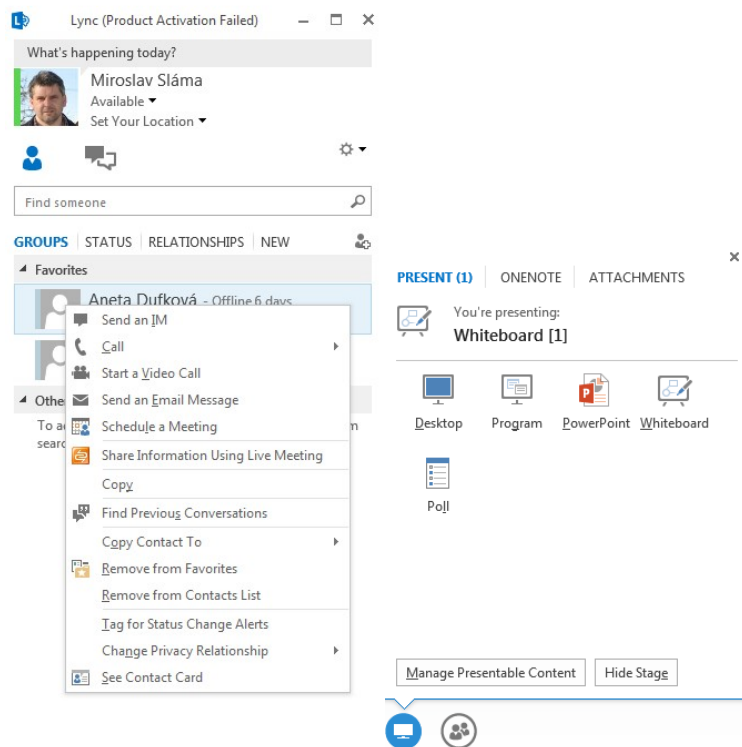 Lync (Product Activation Failed)
What's happening today?
Miroslav Sláma
Available
Set Your Location
Find someone
GROUPS STATUS RELATIONSHIPS NEW
Favorites
Aneta Dufková - Offline 6 days
Send an IM
Call
Start a Video Call
Othe
Send an Email Message
To a
Schedule a Meeting
searc
Share Information Using Live Meeting
Copy
Find Previous Conversations
Copy Contact To
Remove from Favorites
Remove from Contacts List
Tag for Status Change Alerts
Change Privacy Relationship
See Contact Card
PRESENT (1) ONENOTE ATTACHMENTS
You're presenting:
Whiteboard [1]
Desktop Program PowerPoint Whiteboard
Poll
Manage Presentable Content Hide Stage